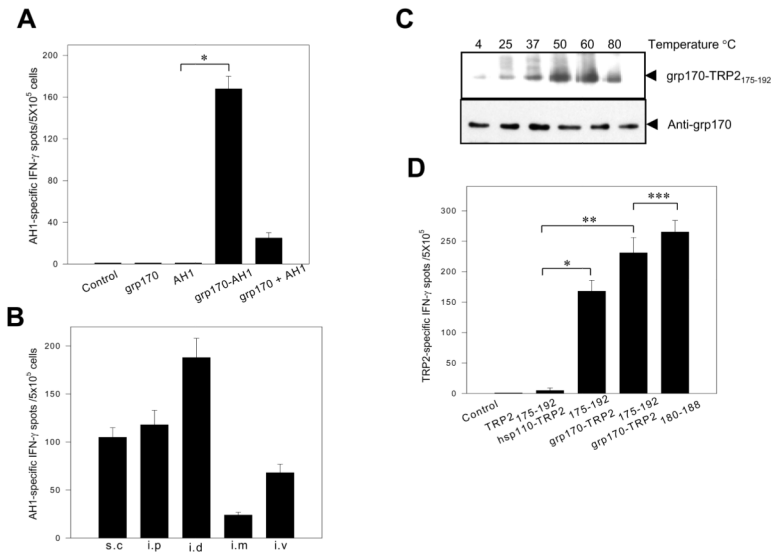 A
AH1-specific IFN-γ spots/5X10⁵ cells
200
160
120
80
40
0
*
Control
grp170
AH1
grp170-AH1
grp170 + AH1
B
AH1-specific IFN-γ spots /5x10⁵ cells
200
150
100
50
0
s.c
i.p
i.d
i.m
i.v
C
4 25 37 50 60 80 Temperature °C
grp170-TRP2₁₇₅₋₁₉₂
Anti-grp170
D
TRP2-specific IFN-γ spots /5X10⁵
300
250
200
150
100
50
0
*
**
***
Control
TRP2 175-192
hsp110-TRP2 175-192
grp170-TRP2 175-192
grp170-TRP2 180-188